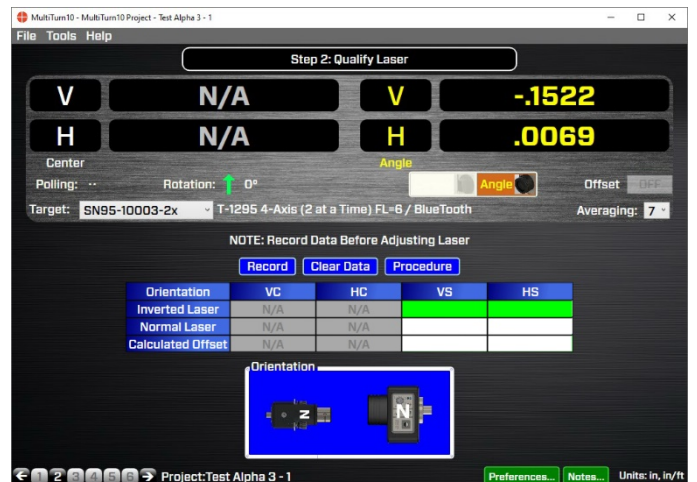 MultiTurn10 - MultiTurn10 Project - Test Alpha 3 - 1
File Tools Help
Step 2: Qualify Laser
V N/A V -.1522
H N/A H .0069
Center Angle
Polling: -- Rotation: 0° Angle Offset OFF
Target: SN95-10003-2x T-1295 4-Axis (2 at a Time) FL=6 / BlueTooth Averaging: 7
NOTE: Record Data Before Adjusting Laser
Record Clear Data Procedure
Orientation VC HC VS HS
Inverted Laser N/A N/A
Normal Laser N/A N/A
Calculated Offset N/A N/A
Orientation
N N
1 2 3 4 5 6 Project:Test Alpha 3 - 1 Preferences... Notes... Units: in, in/ft